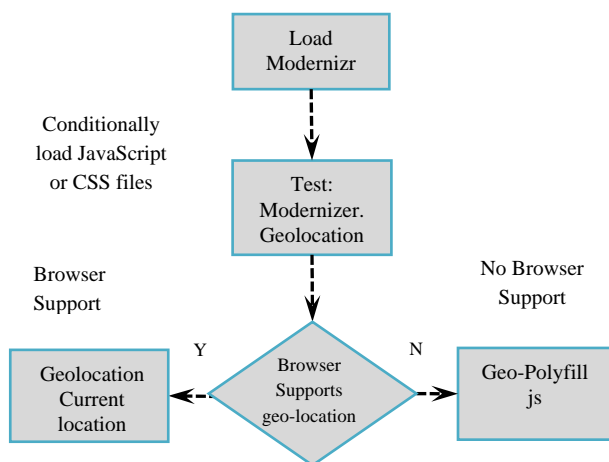 Load
Modernizr
Conditionally
load JavaScript
or CSS files
Test:
Modernizer.
Geolocation
Browser
Support
No Browser
Support
Y
N
Geolocation
Current
location
Browser
Supports
geo-location
Geo-Polyfill
js